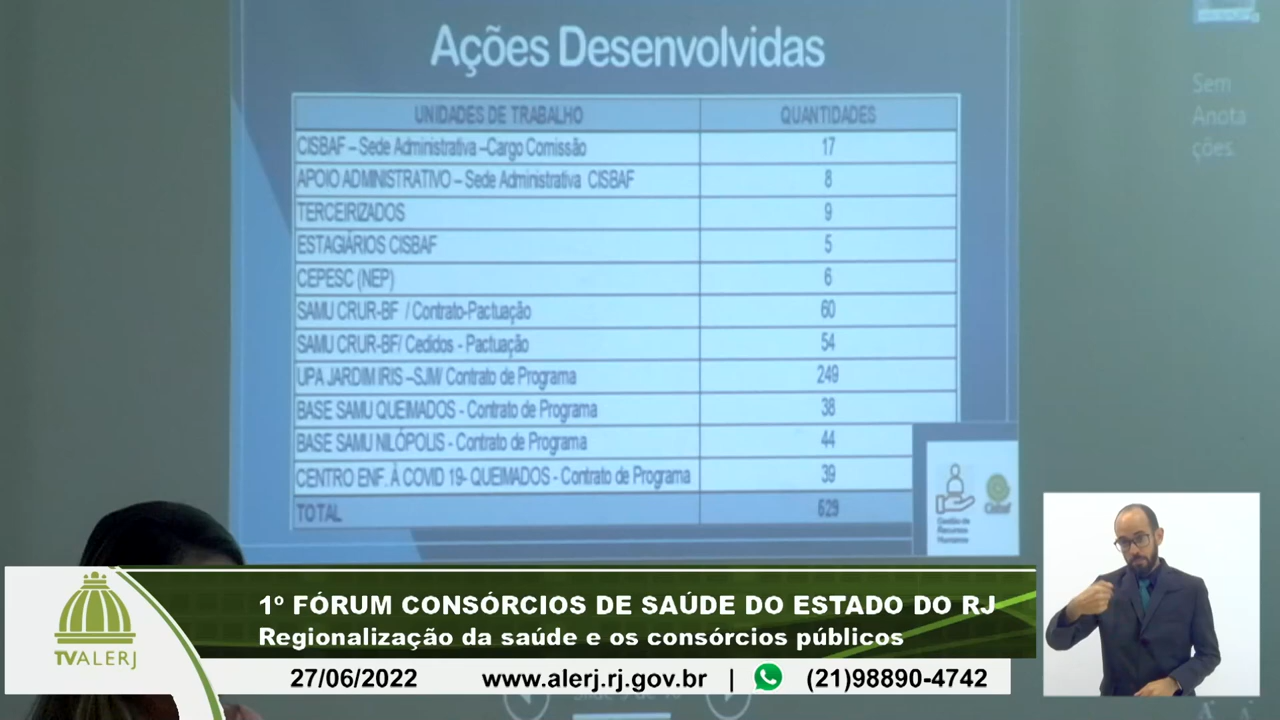 Ações Desenvolvidas
UNIDADES DE TRABALHO QUANTIDADES
CISBAF – Sede Administrativa –Cargo Comissão 17
APOIO ADMINISTRATIVO – Sede Administrativa CISBAF 8
TERCEIRIZADOS 9
ESTAGIÁRIOS CISBAF 5
CEPESC (NEP) 6
SAMU CRUR-BF / Contrato-Pactuação 60
SAMU CRUR-BF/ Cedidos - Pactuação 54
UPA JARDIM IRIS –SJM/ Contrato de Programa 249
BASE SAMU QUEIMADOS - Contrato de Programa 38
BASE SAMU NILÓPOLIS - Contrato de Programa 44
CENTRO ENF. À COVID 19- QUEIMADOS - Contrato de Programa 39
TOTAL 529
Sem
Anota
ções.
Gestão de
Recursos
Humanos
Cisbaf
1º FÓRUM CONSÓRCIOS DE SAÚDE DO ESTADO DO RJ
Regionalização da saúde e os consórcios públicos
TVALERJ
27/06/2022 www.alerj.rj.gov.br | (21)98890-4742